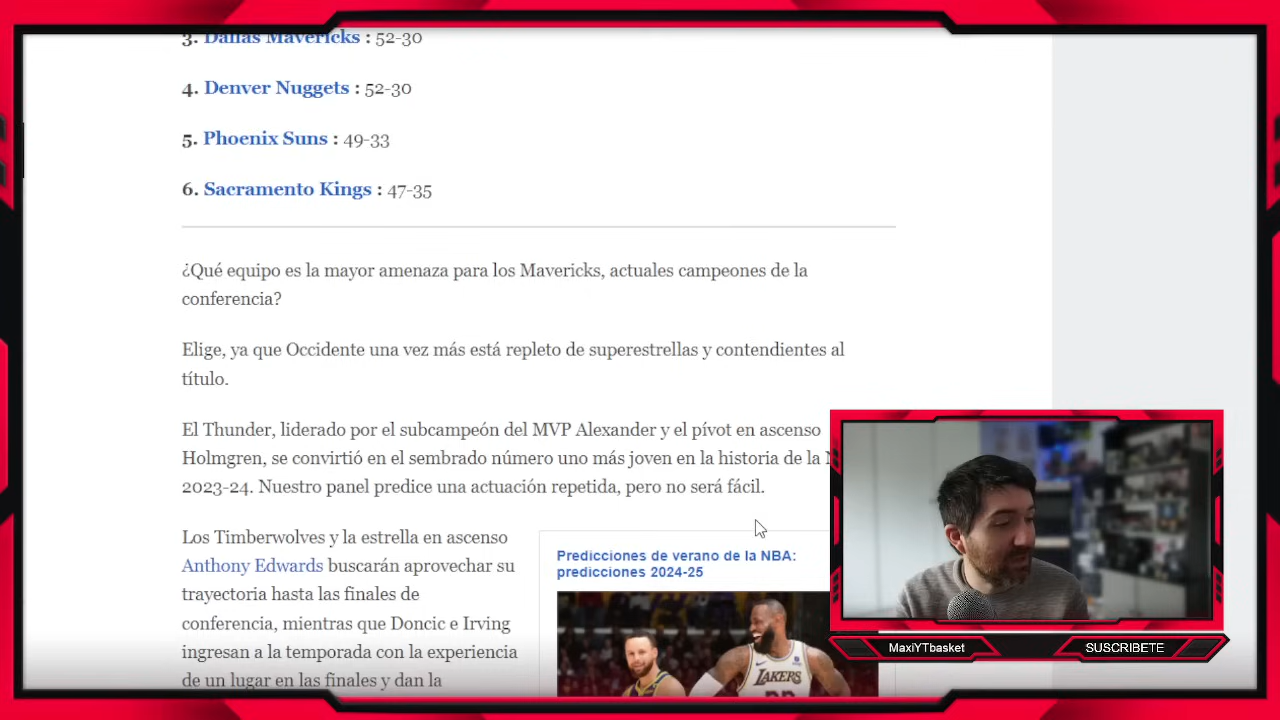 3. Dallas Mavericks : 52-30
4. Denver Nuggets : 52-30
5. Phoenix Suns : 49-33
6. Sacramento Kings : 47-35
¿Qué equipo es la mayor amenaza para los Mavericks, actuales campeones de la
conferencia?
Elige, ya que Occidente una vez más está repleto de superestrellas y contendientes al
título.
El Thunder, liderado por el subcampeón del MVP Alexander y el pívot en ascenso
Holmgren, se convirtió en el sembrado número uno más joven en la historia de la
2023-24. Nuestro panel predice una actuación repetida, pero no será fácil.
Los Timberwolves y la estrella en ascenso
Anthony Edwards buscarán aprovechar su
trayectoria hasta las finales de
conferencia, mientras que Doncic e Irving
ingresan a la temporada con la experiencia
de un lugar en las finales y dan la
Predicciones de verano de la NBA:
predicciones 2024-25
LAKERS
MaxiYTbasket
SUSCRIBETE